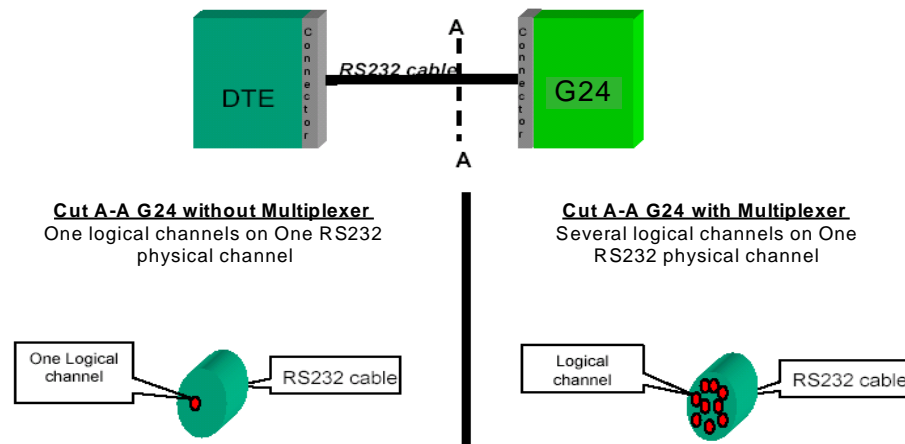 A
RS232 cable
Connector
DTE
Connector
G24
A
Cut A-A G24 without Multiplexer
One logical channels on One RS232
physical channel
One Logical
channel
RS232 cable
Cut A-A G24 with Multiplexer
Several logical channels on One
RS232 physical channel
Logical
channel
RS232 cable